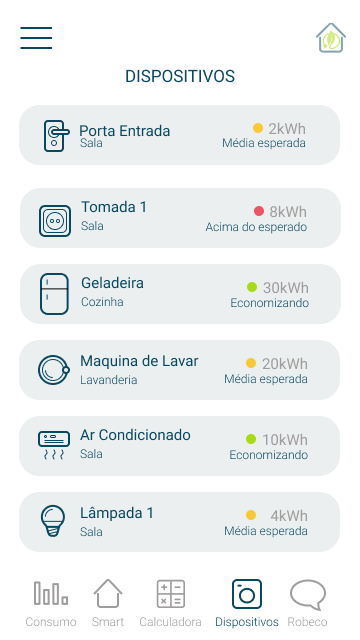 DISPOSITIVOS
Porta Entrada
Sala
2kWh
Média esperada
Tomada 1
Sala
8kWh
Acima do esperado
Geladeira
Cozinha
30kWh
Economizando
Maquina de Lavar
Lavanderia
20kWh
Média esperada
Ar Condicionado
Sala
10kWh
Economizando
Lâmpada 1
Sala
4kWh
Média esperada
Consumo Smart Calculadora Dispositivos Robeco